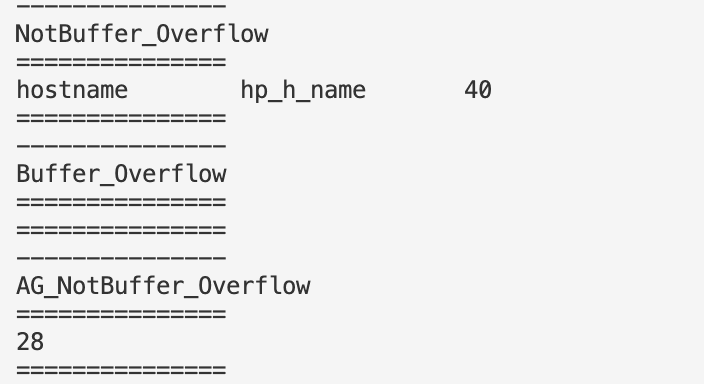 ---------------
NotBuffer_Overflow
===============
hostname        hp_h_name       40
===============
---------------
Buffer_Overflow
===============
===============
---------------
AG_NotBuffer_Overflow
===============
28
===============